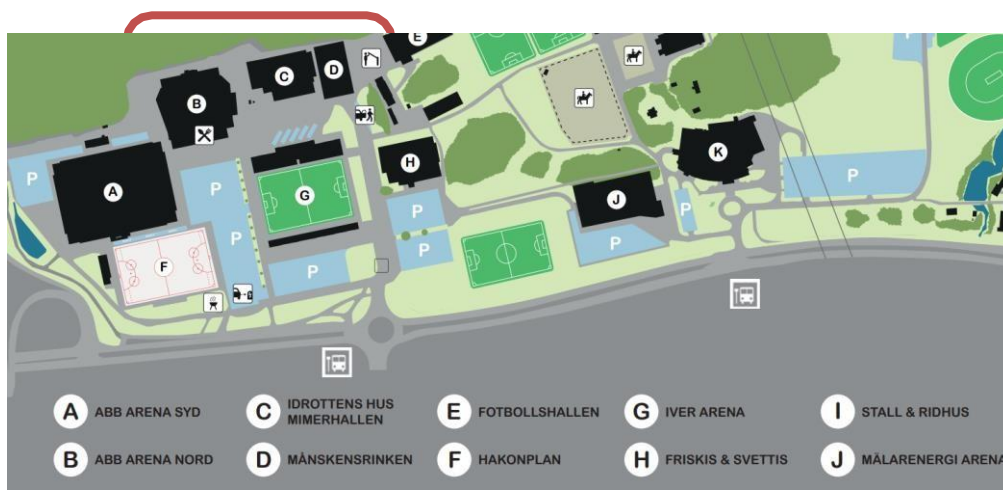 E
D
C
B
P
A
P
G
H
K
P
J
P
P
P
P
P
P
F
A ABB ARENA SYD
B ABB ARENA NORD
C IDROTTENS HUS
MIMERHALLEN
D MÅNSKENSRINKEN
E FOTBOLLSHALLEN
F HAKONPLAN
G IVER ARENA
H FRISKIS & SVETTIS
I STALL & RIDHUS
J MÄLARENERGI ARENA